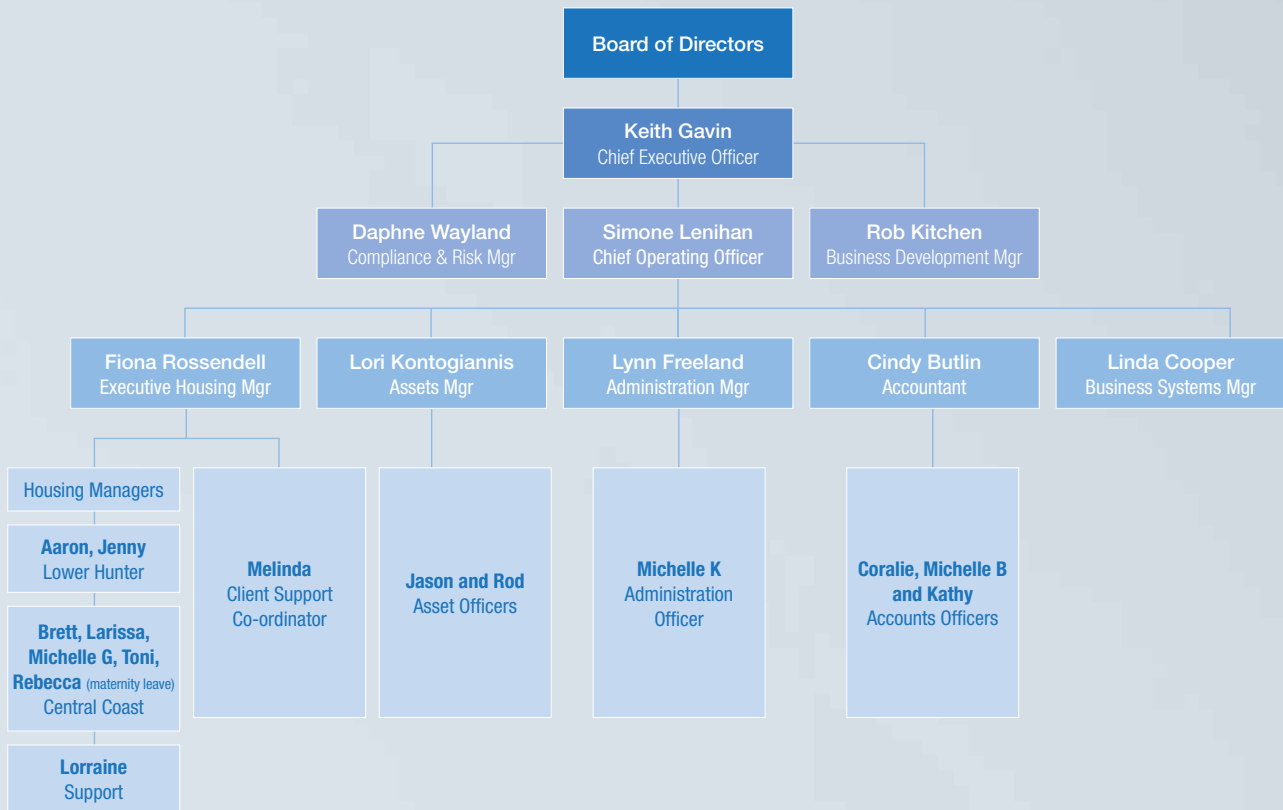 Board of Directors
Keith Gavin
Chief Executive Officer
Daphne Wayland
Compliance & Risk Mgr
Simone Lenihan
Chief Operating Officer
Rob Kitchen
Business Development Mgr
Fiona Rossendell
Executive Housing Mgr
Lori Kontogiannis
Assets Mgr
Lynn Freeland
Administration Mgr
Cindy Butlin
Accountant
Linda Cooper
Business Systems Mgr
Housing Managers
Aaron, Jenny
Lower Hunter
Brett, Larissa,
Michelle G, Toni,
Rebecca (maternity leave)
Central Coast
Lorraine
Support
Melinda
Client Support
Co-ordinator
Jason and Rod
Asset Officers
Michelle K
Administration
Officer
Coralie, Michelle B
and Kathy
Accounts Officers